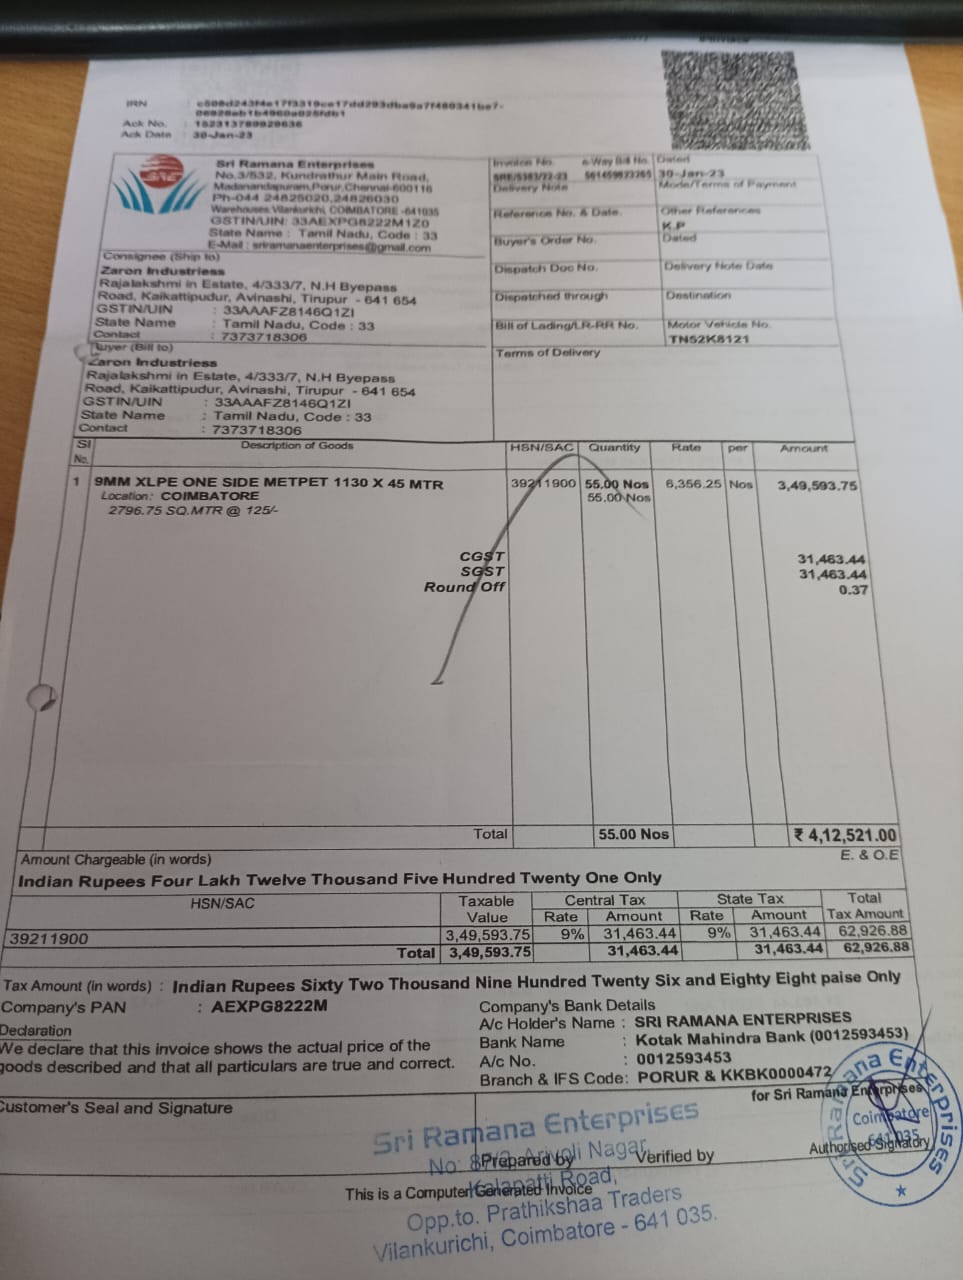 IRN : c508d243f4e17f3319ce17dd293dba9a7f480341ba7-
Ack No. : 152313789929636
Ack Date : 30-Jan-23
Sri Ramana Enterprises
No.3/532, Kundrathur Main Road,
Madanandapuram,Porur,Chennai-600116
Ph-044 24825020,24826030
Warehouses:Vilankurichi, COIMBATORE -641035
GSTIN/UIN: 33AEXPG8222M1Z0
State Name : Tamil Nadu, Code : 33
E-Mail : sriramanaenterprises@gmail.com
Invoice No. e-Way Bill No. Dated
SRE/5383/22-23 561459873265 30-Jan-23
Delivery Note Mode/Terms of Payment
Reference No. & Date. Other References
K.P
Buyer's Order No. Dated
Dispatch Doc No. Delivery Note Date
Dispatched through Destination
Bill of Lading/LR-RR No. Motor Vehicle No.
TN52K8121
Terms of Delivery
Consignee (Ship to)
Zaron Industriess
Rajalakshmi in Estate, 4/333/7, N.H Byepass
Road, Kaikattipudur, Avinashi, Tirupur - 641 654
GSTIN/UIN : 33AAAFZ8146Q1ZI
State Name : Tamil Nadu, Code : 33
Contact : 7373718306
Buyer (Bill to)
Zaron Industriess
Rajalakshmi in Estate, 4/333/7, N.H Byepass
Road, Kaikattipudur, Avinashi, Tirupur - 641 654
GSTIN/UIN : 33AAAFZ8146Q1ZI
State Name : Tamil Nadu, Code : 33
Contact : 7373718306
Sl No. Description of Goods HSN/SAC Quantity Rate per Amount
1 9MM XLPE ONE SIDE METPET 1130 X 45 MTR 39211900 55.00 Nos 6,356.25 Nos 3,49,593.75
Location: COIMBATORE 55.00 Nos
2796.75 SQ.MTR @ 125/-
CGST 31,463.44
SGST 31,463.44
Round Off 0.37
Total 55.00 Nos ₹ 4,12,521.00
Amount Chargeable (in words) E. & O.E
Indian Rupees Four Lakh Twelve Thousand Five Hundred Twenty One Only
HSN/SAC Taxable Value Central Tax State Tax Total Tax Amount
Rate Amount Rate Amount
39211900 3,49,593.75 9% 31,463.44 9% 31,463.44 62,926.88
Total 3,49,593.75 31,463.44 31,463.44 62,926.88
Tax Amount (in words) : Indian Rupees Sixty Two Thousand Nine Hundred Twenty Six and Eighty Eight paise Only
Company's PAN : AEXPG8222M
Declaration
We declare that this invoice shows the actual price of the
goods described and that all particulars are true and correct.
Company's Bank Details
A/c Holder's Name : SRI RAMANA ENTERPRISES
Bank Name : Kotak Mahindra Bank (0012593453)
A/c No. : 0012593453
Branch & IFS Code: PORUR & KKBK0000472
Customer's Seal and Signature
for Sri Ramana Enterprises
Prepared by Verified by Authorised Signatory
This is a Computer Generated Invoice
Sri Ramana Enterprises
Nagar,
Kalapatti Road,
Opp.to. Prathikshaa Traders
Vilankurichi, Coimbatore - 641 035.
Sri Ramana Enterprises
Coimbatore
641 035